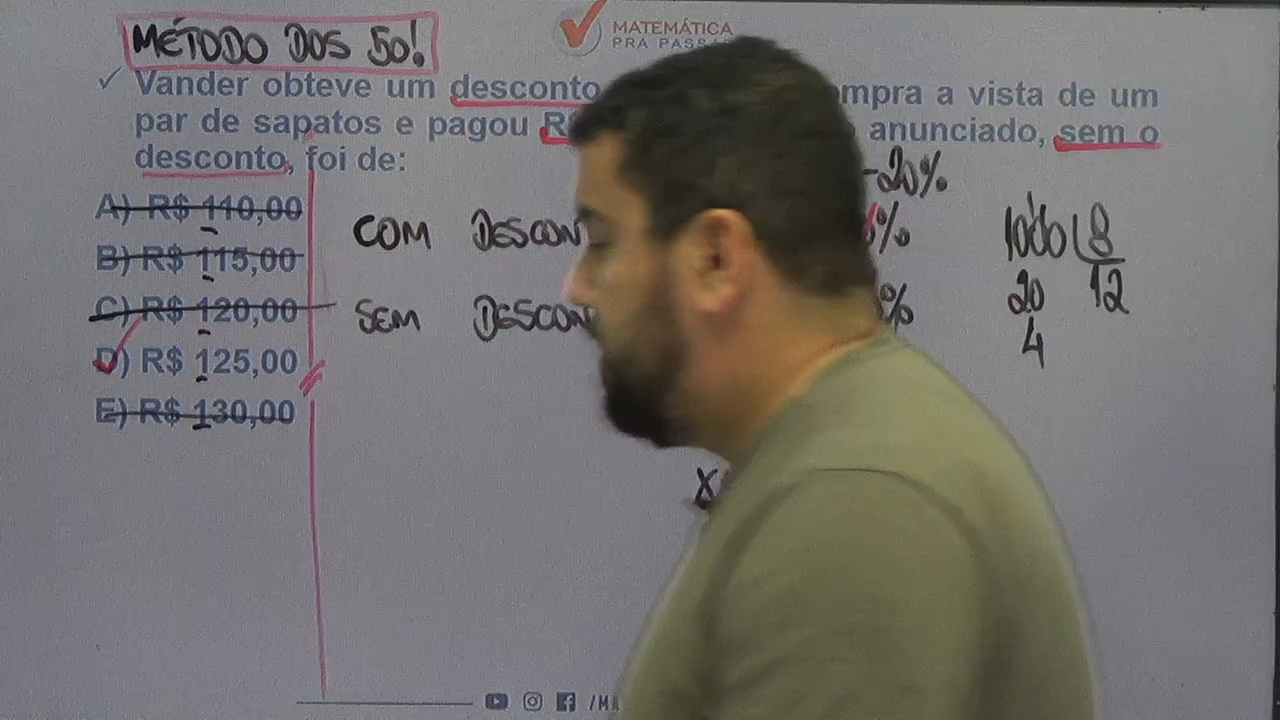 MÉTODO DOS 50!
MATEMÁTICA
PRA PASSAR
✓ Vander obteve um desconto mpra a vista de um
par de sapatos e pagou R$ anunciado, sem o
desconto, foi de:
-20%
A) R$ 110,00
COM DESCON %
1000 8
B) R$ 115,00
20 12
C) R$ 120,00
SEM DESCON %
4
D) R$ 125,00
E) R$ 130,00
X
/MA